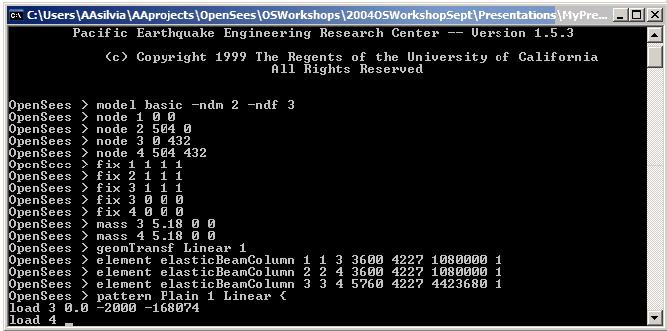 C:\Users\AAsilvia\AAprojects\OpenSees\OSWorkshops\2004OSWorkshopSept\Presentations\MyPre...
Pacific Earthquake Engineering Research Center -- Version 1.5.3
(c) Copyright 1999 The Regents of the University of California
All Rights Reserved
OpenSees > model basic -ndm 2 -ndf 3
OpenSees > node 1 0 0
OpenSees > node 2 504 0
OpenSees > node 3 0 432
OpenSees > node 4 504 432
OpenSees > fix 1 1 1 1
OpenSees > fix 2 1 1 1
OpenSees > fix 3 1 1 1
OpenSees > fix 3 0 0 0
OpenSees > fix 4 0 0 0
OpenSees > mass 3 5.18 0 0
OpenSees > mass 4 5.18 0 0
OpenSees > geomTransf Linear 1
OpenSees > element elasticBeamColumn 1 1 3 3600 4227 1080000 1
OpenSees > element elasticBeamColumn 2 2 4 3600 4227 1080000 1
OpenSees > element elasticBeamColumn 3 3 4 5760 4227 4423680 1
OpenSees > pattern Plain 1 Linear {
load 3 0.0 -2000 -168074
load 4 _